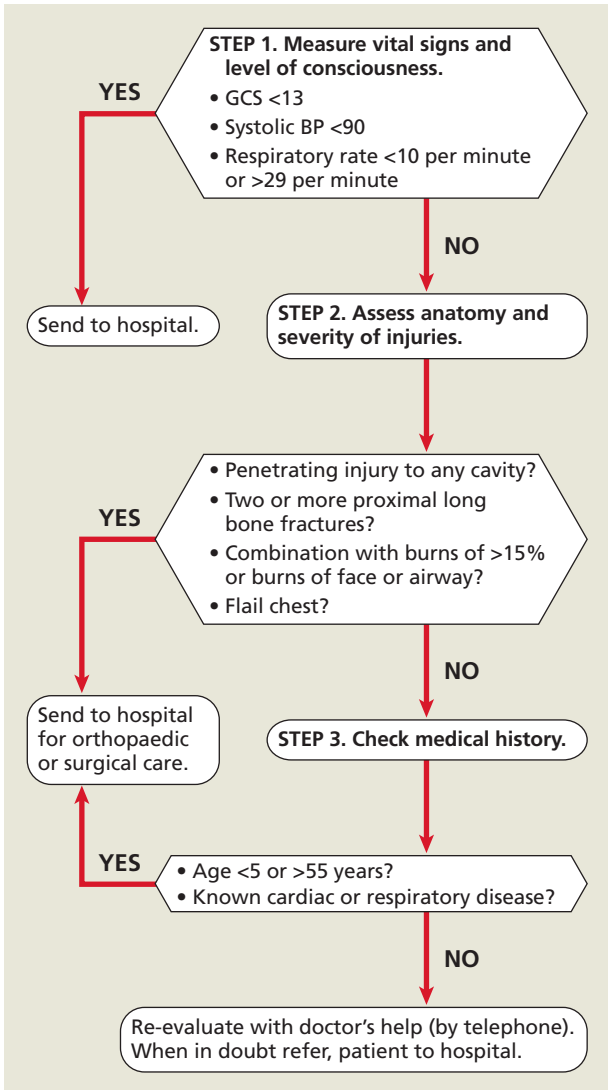 STEP 1. Measure vital signs and
level of consciousness.
YES
• GCS <13
• Systolic BP <90
• Respiratory rate <10 per minute
or >29 per minute
NO
Send to hospital.
STEP 2. Assess anatomy and
severity of injuries.
• Penetrating injury to any cavity?
YES
• Two or more proximal long
bone fractures?
• Combination with burns of >15%
or burns of face or airway?
• Flail chest?
NO
Send to hospital
for orthopaedic
or surgical care.
STEP 3. Check medical history.
YES
• Age <5 or >55 years?
• Known cardiac or respiratory disease?
NO
Re-evaluate with doctor’s help (by telephone).
When in doubt refer, patient to hospital.